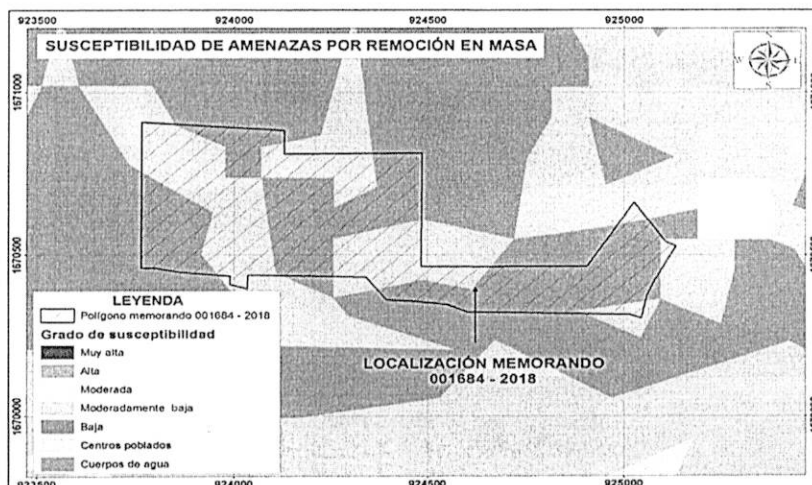 923500 924000 924500 925000
SUSCEPTIBILIDAD DE AMENAZAS POR REMOCIÓN EN MASA
N
W
S
1671000
1670500
1670000
LEYENDA
Polígono memorando 001684 - 2018
Grado de susceptibilidad
Muy alta
Alta
Moderada
Moderadamente baja
Baja
Centros poblados
Cuerpos de agua
LOCALIZACIÓN MEMORANDO
001684 - 2018
923500 924000 924500 925000